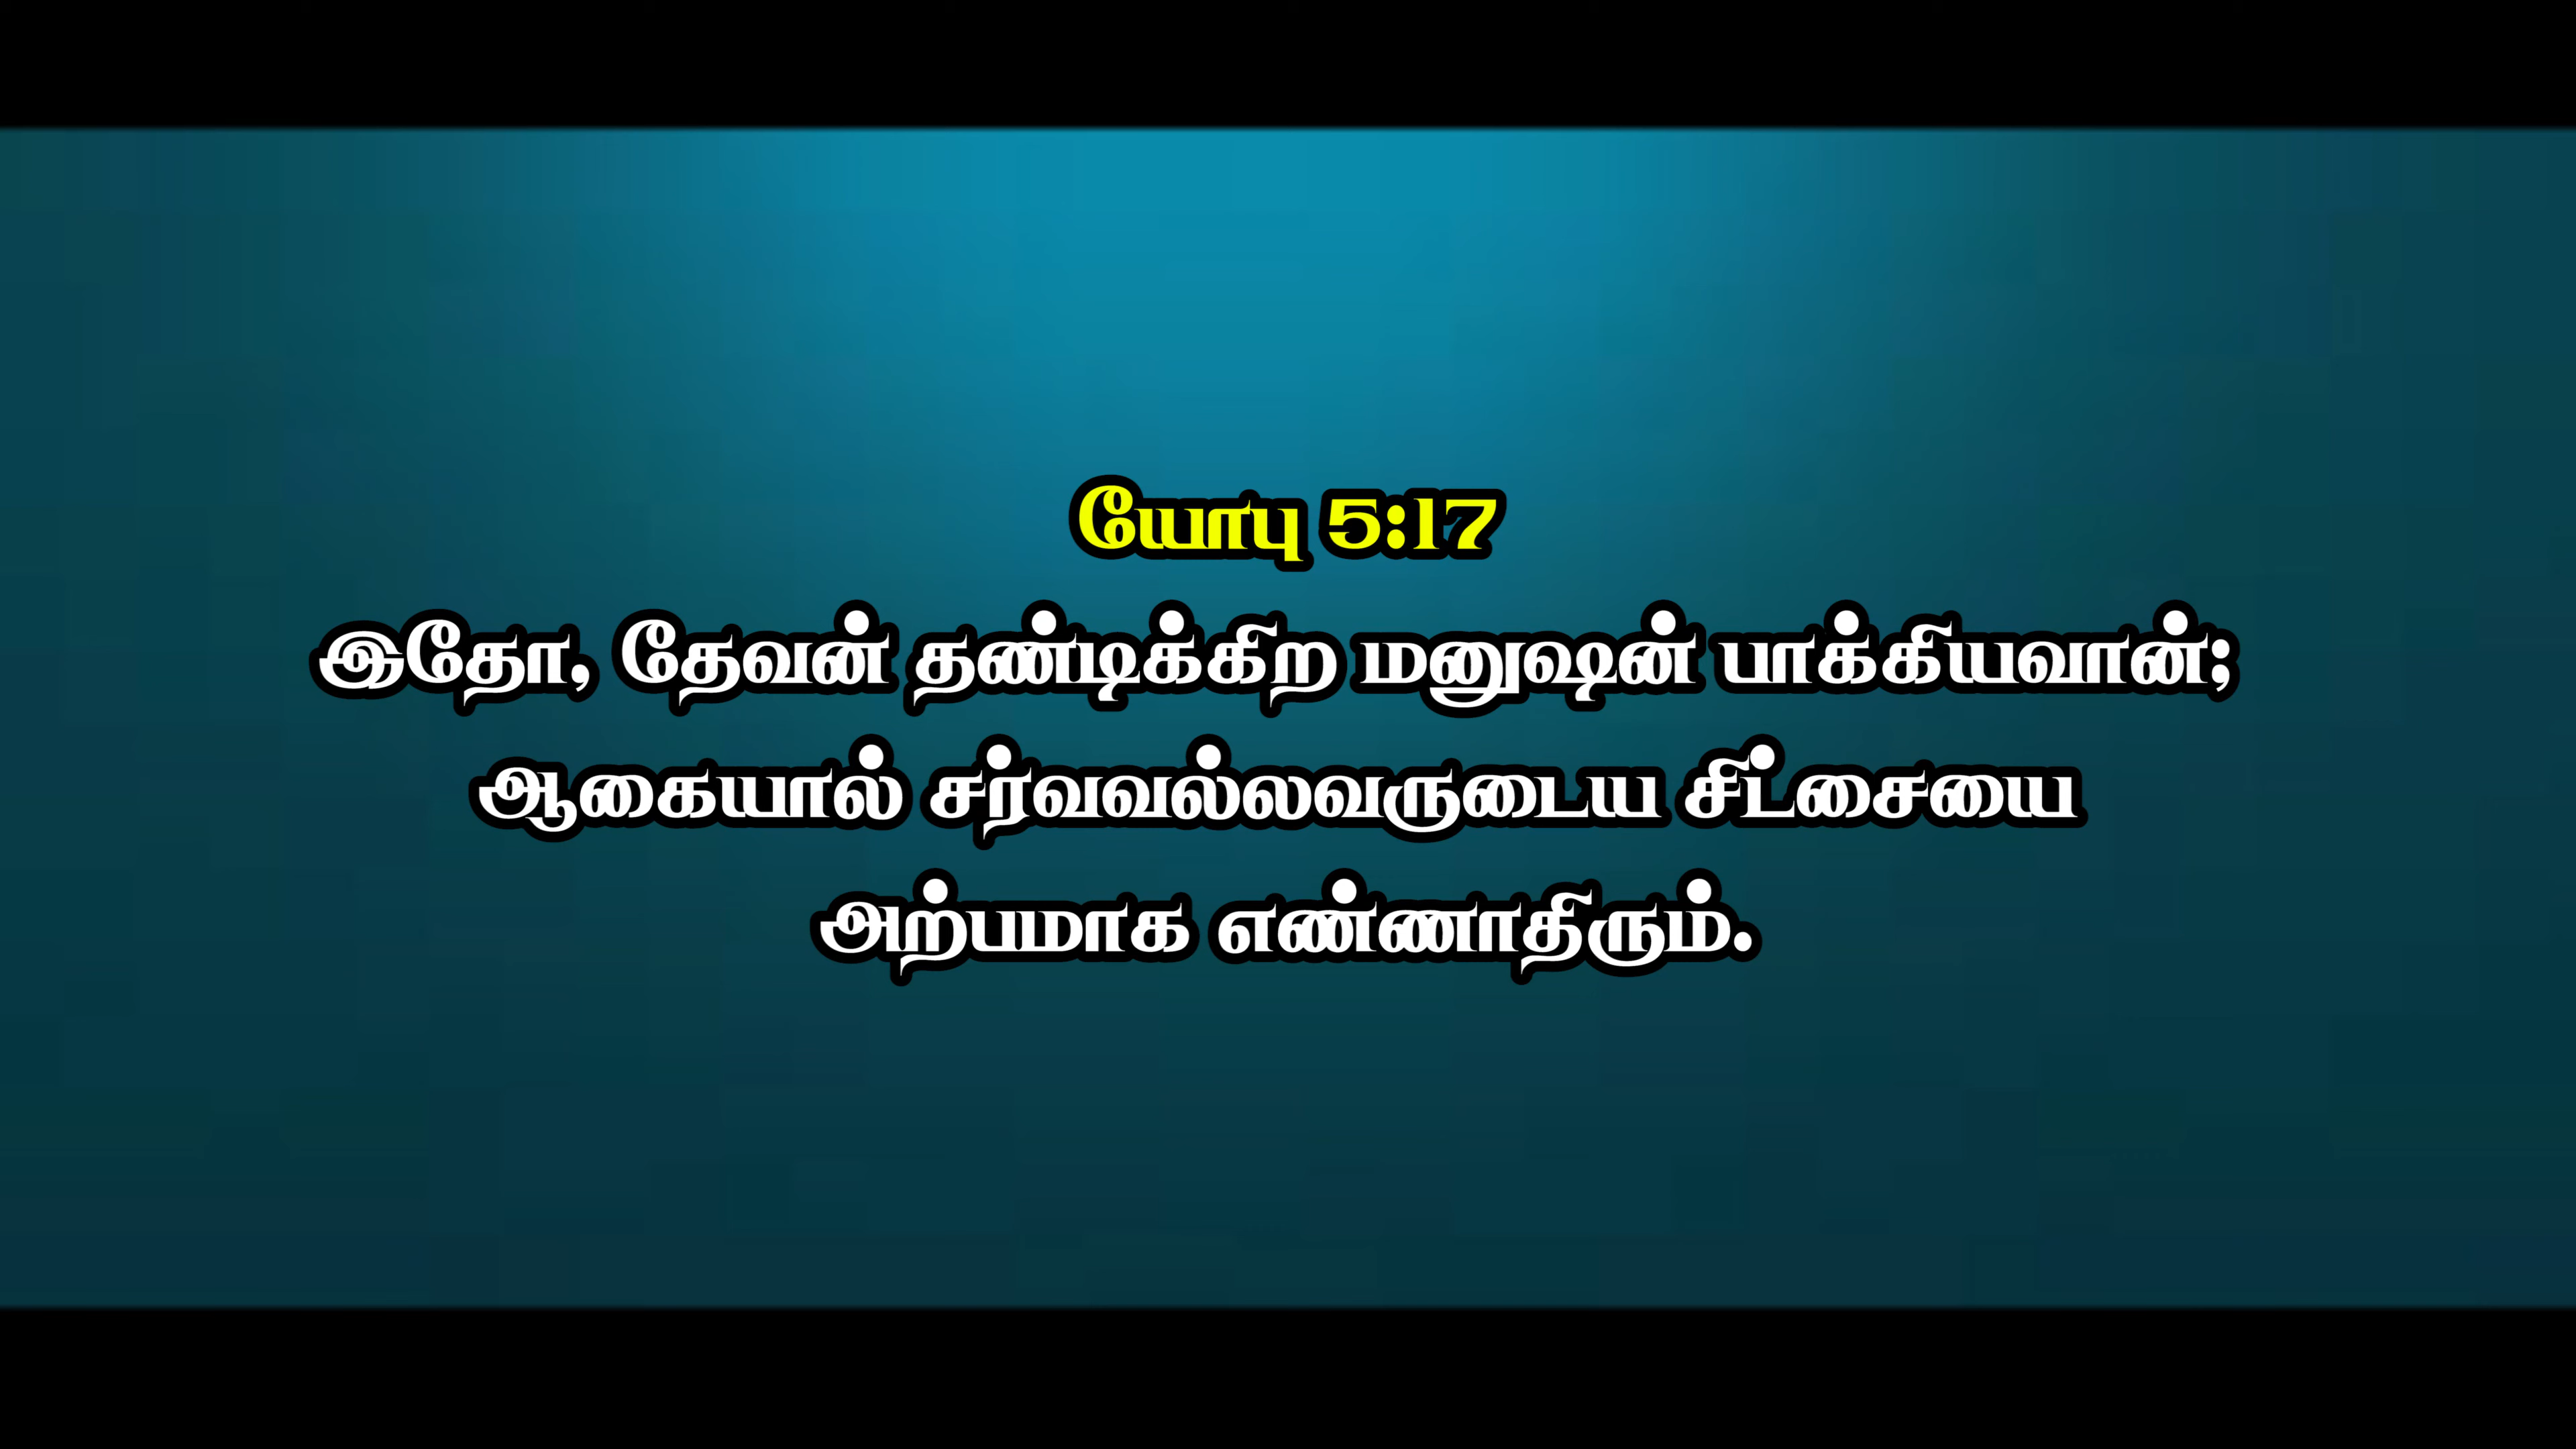 யோபு 5:17
இதோ, தேவன் தண்டிக்கிற மனுஷன் பாக்கியவான்;
ஆகையால் சர்வவல்லவருடைய சிட்சையை
அற்பமாக எண்ணாதிரும்.